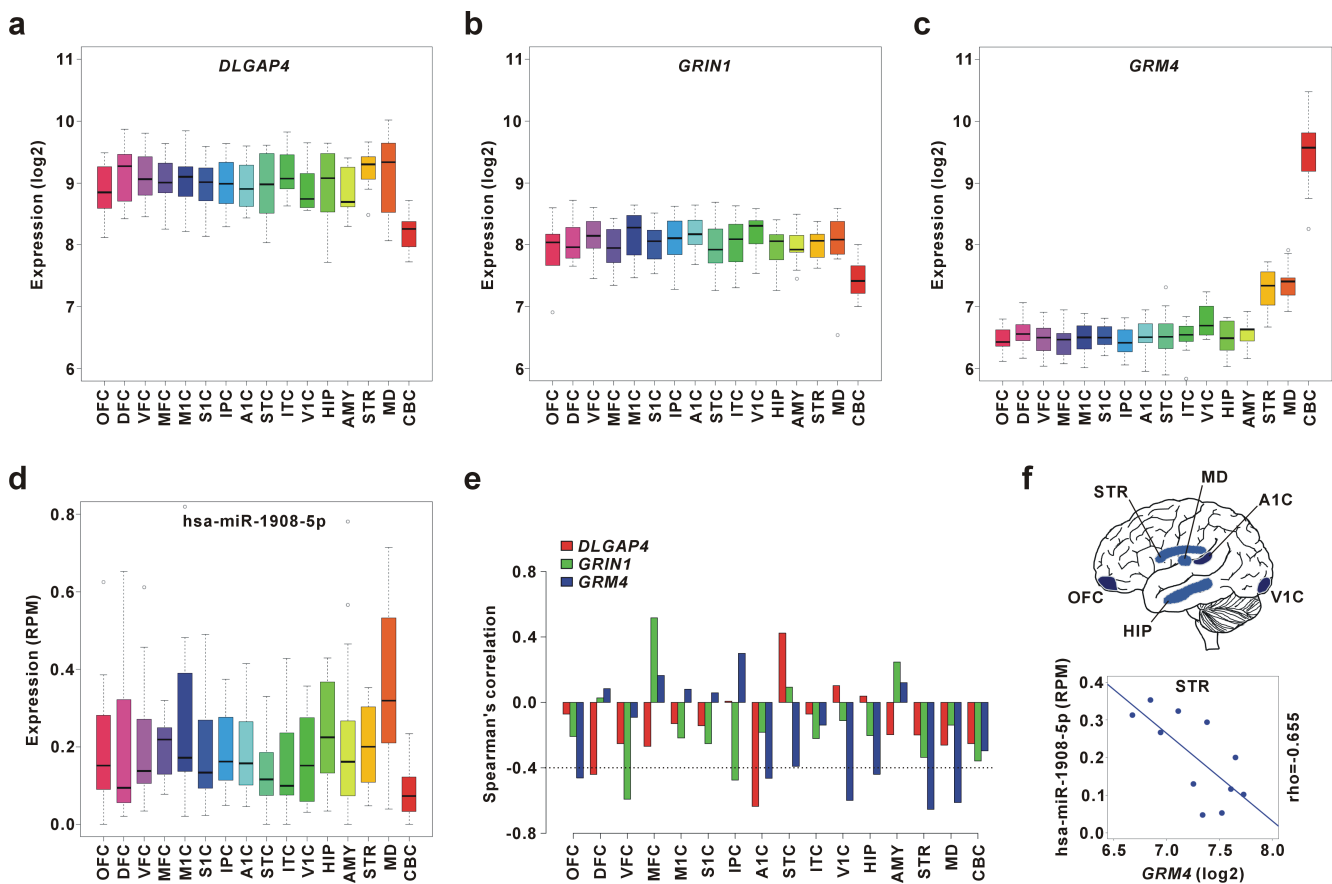 a
DLGAP4
Expression (log2)
11
10
9
8
7
6
OFC DFC VFC MFC M1C S1C IPC A1C STC ITC V1C HIP AMY STR MD CBC
b
GRIN1
Expression (log2)
11
10
9
8
7
6
OFC DFC VFC MFC M1C S1C IPC A1C STC ITC V1C HIP AMY STR MD CBC
c
GRM4
Expression (log2)
11
10
9
8
7
6
OFC DFC VFC MFC M1C S1C IPC A1C STC ITC V1C HIP AMY STR MD CBC
d
hsa-miR-1908-5p
Expression (RPM)
0.8
0.6
0.4
0.2
0.0
OFC DFC VFC MFC M1C S1C IPC A1C STC ITC V1C HIP AMY STR MD CBC
e
DLGAP4
GRIN1
GRM4
Spearman's correlation
0.8
0.4
0.0
-0.4
-0.8
OFC DFC VFC MFC M1C S1C IPC A1C STC ITC V1C HIP AMY STR MD CBC
f
MD
STR
A1C
OFC
V1C
HIP
STR
hsa-miR-1908-5p (RPM)
0.4
0.3
0.2
0.1
0.0
rho=-0.655
6.5 7.0 7.5 8.0
GRM4 (log2)